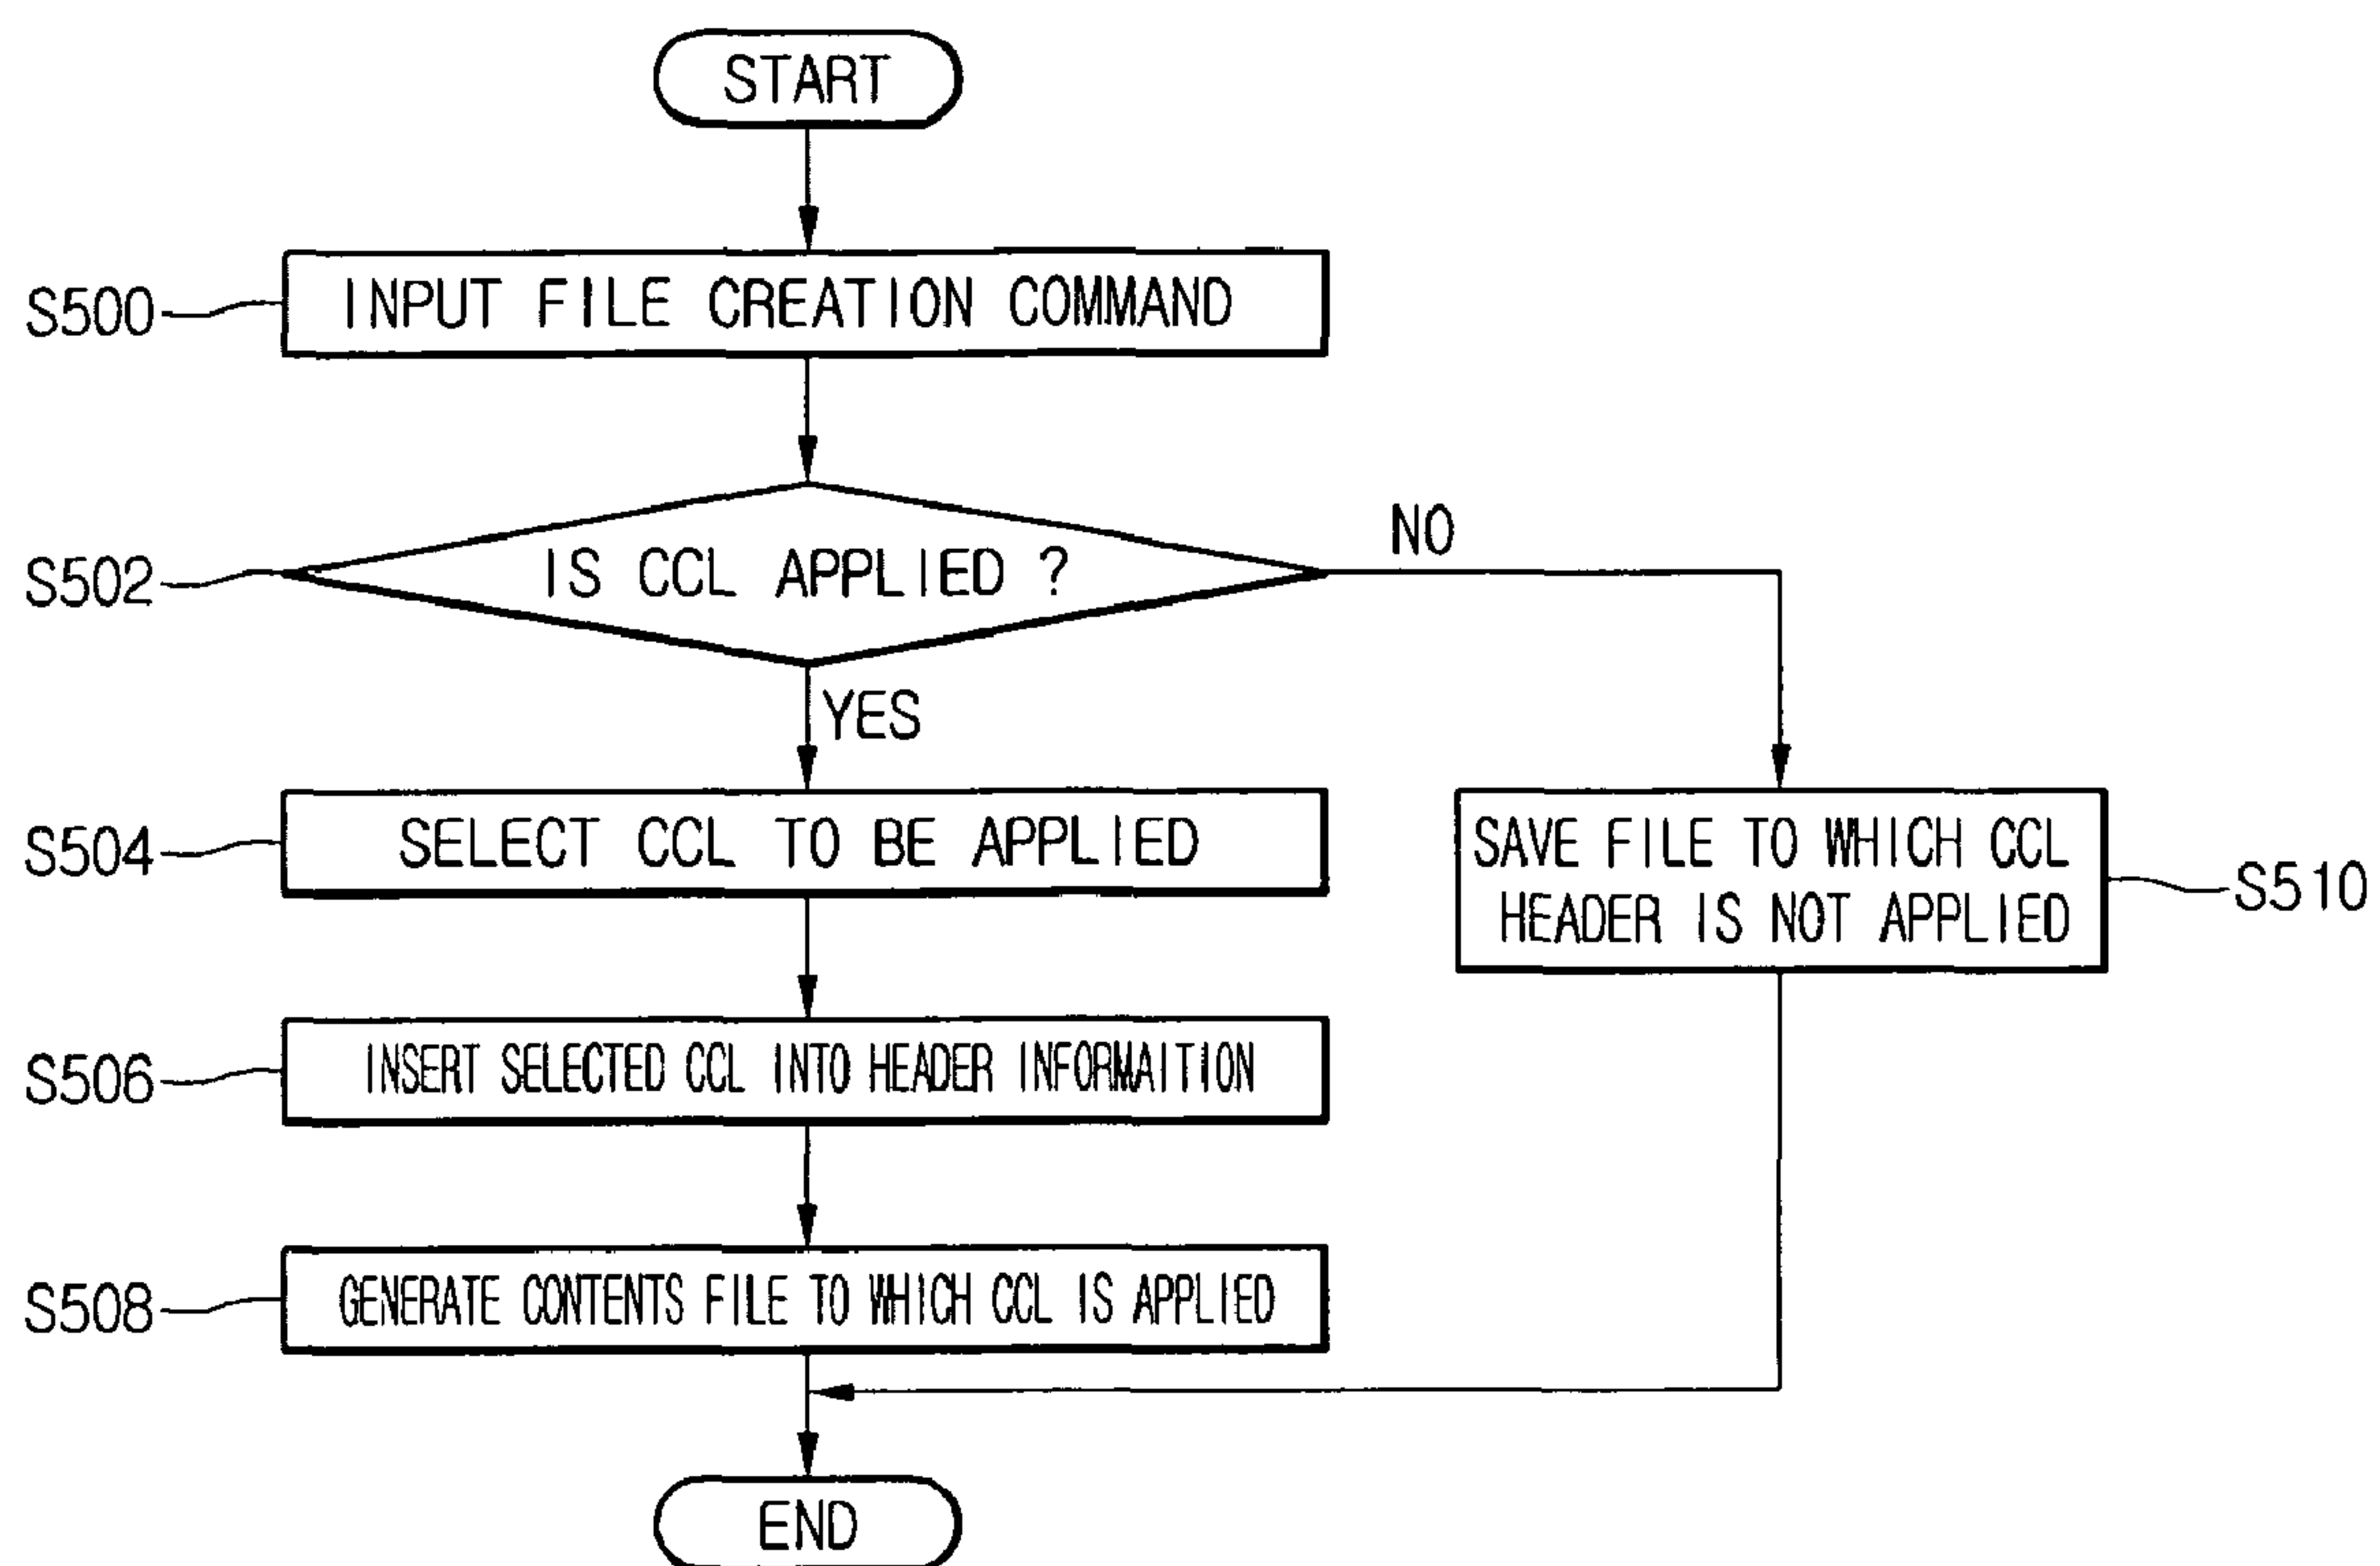 START
S500
INPUT FILE CREATION COMMAND
S502
IS CCL APPLIED ?
NO
YES
S504
SELECT CCL TO BE APPLIED
SAVE FILE TO WHICH CCL
HEADER IS NOT APPLIED
S510
S506
INSERT SELECTED CCL INTO HEADER INFORMAITION
S508
GENERATE CONTENTS FILE TO WHICH CCL IS APPLIED
END